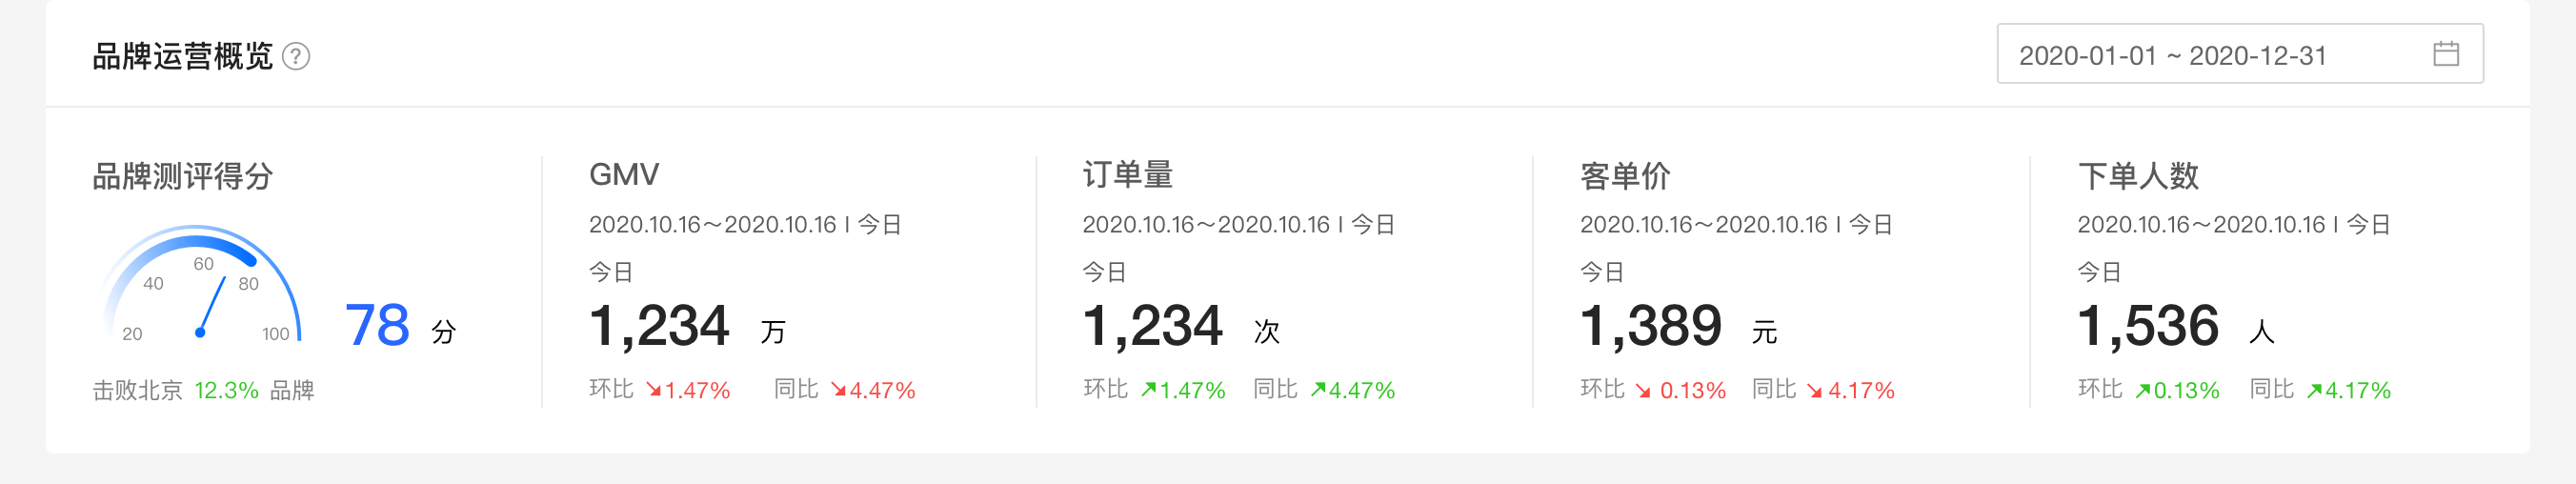 品牌运营概览 ?
2020-01-01 ~ 2020-12-31
品牌测评得分
20
40
60
80
100
78 分
击败北京 12.3% 品牌
GMV
2020.10.16～2020.10.16 | 今日
今日
1,234 万
环比 ↘1.47% 同比 ↘4.47%
订单量
2020.10.16～2020.10.16 | 今日
今日
1,234 次
环比 ↗1.47% 同比 ↗4.47%
客单价
2020.10.16～2020.10.16 | 今日
今日
1,389 元
环比 ↘ 0.13% 同比 ↘ 4.17%
下单人数
2020.10.16～2020.10.16 | 今日
今日
1,536 人
环比 ↗0.13% 同比 ↗4.17%